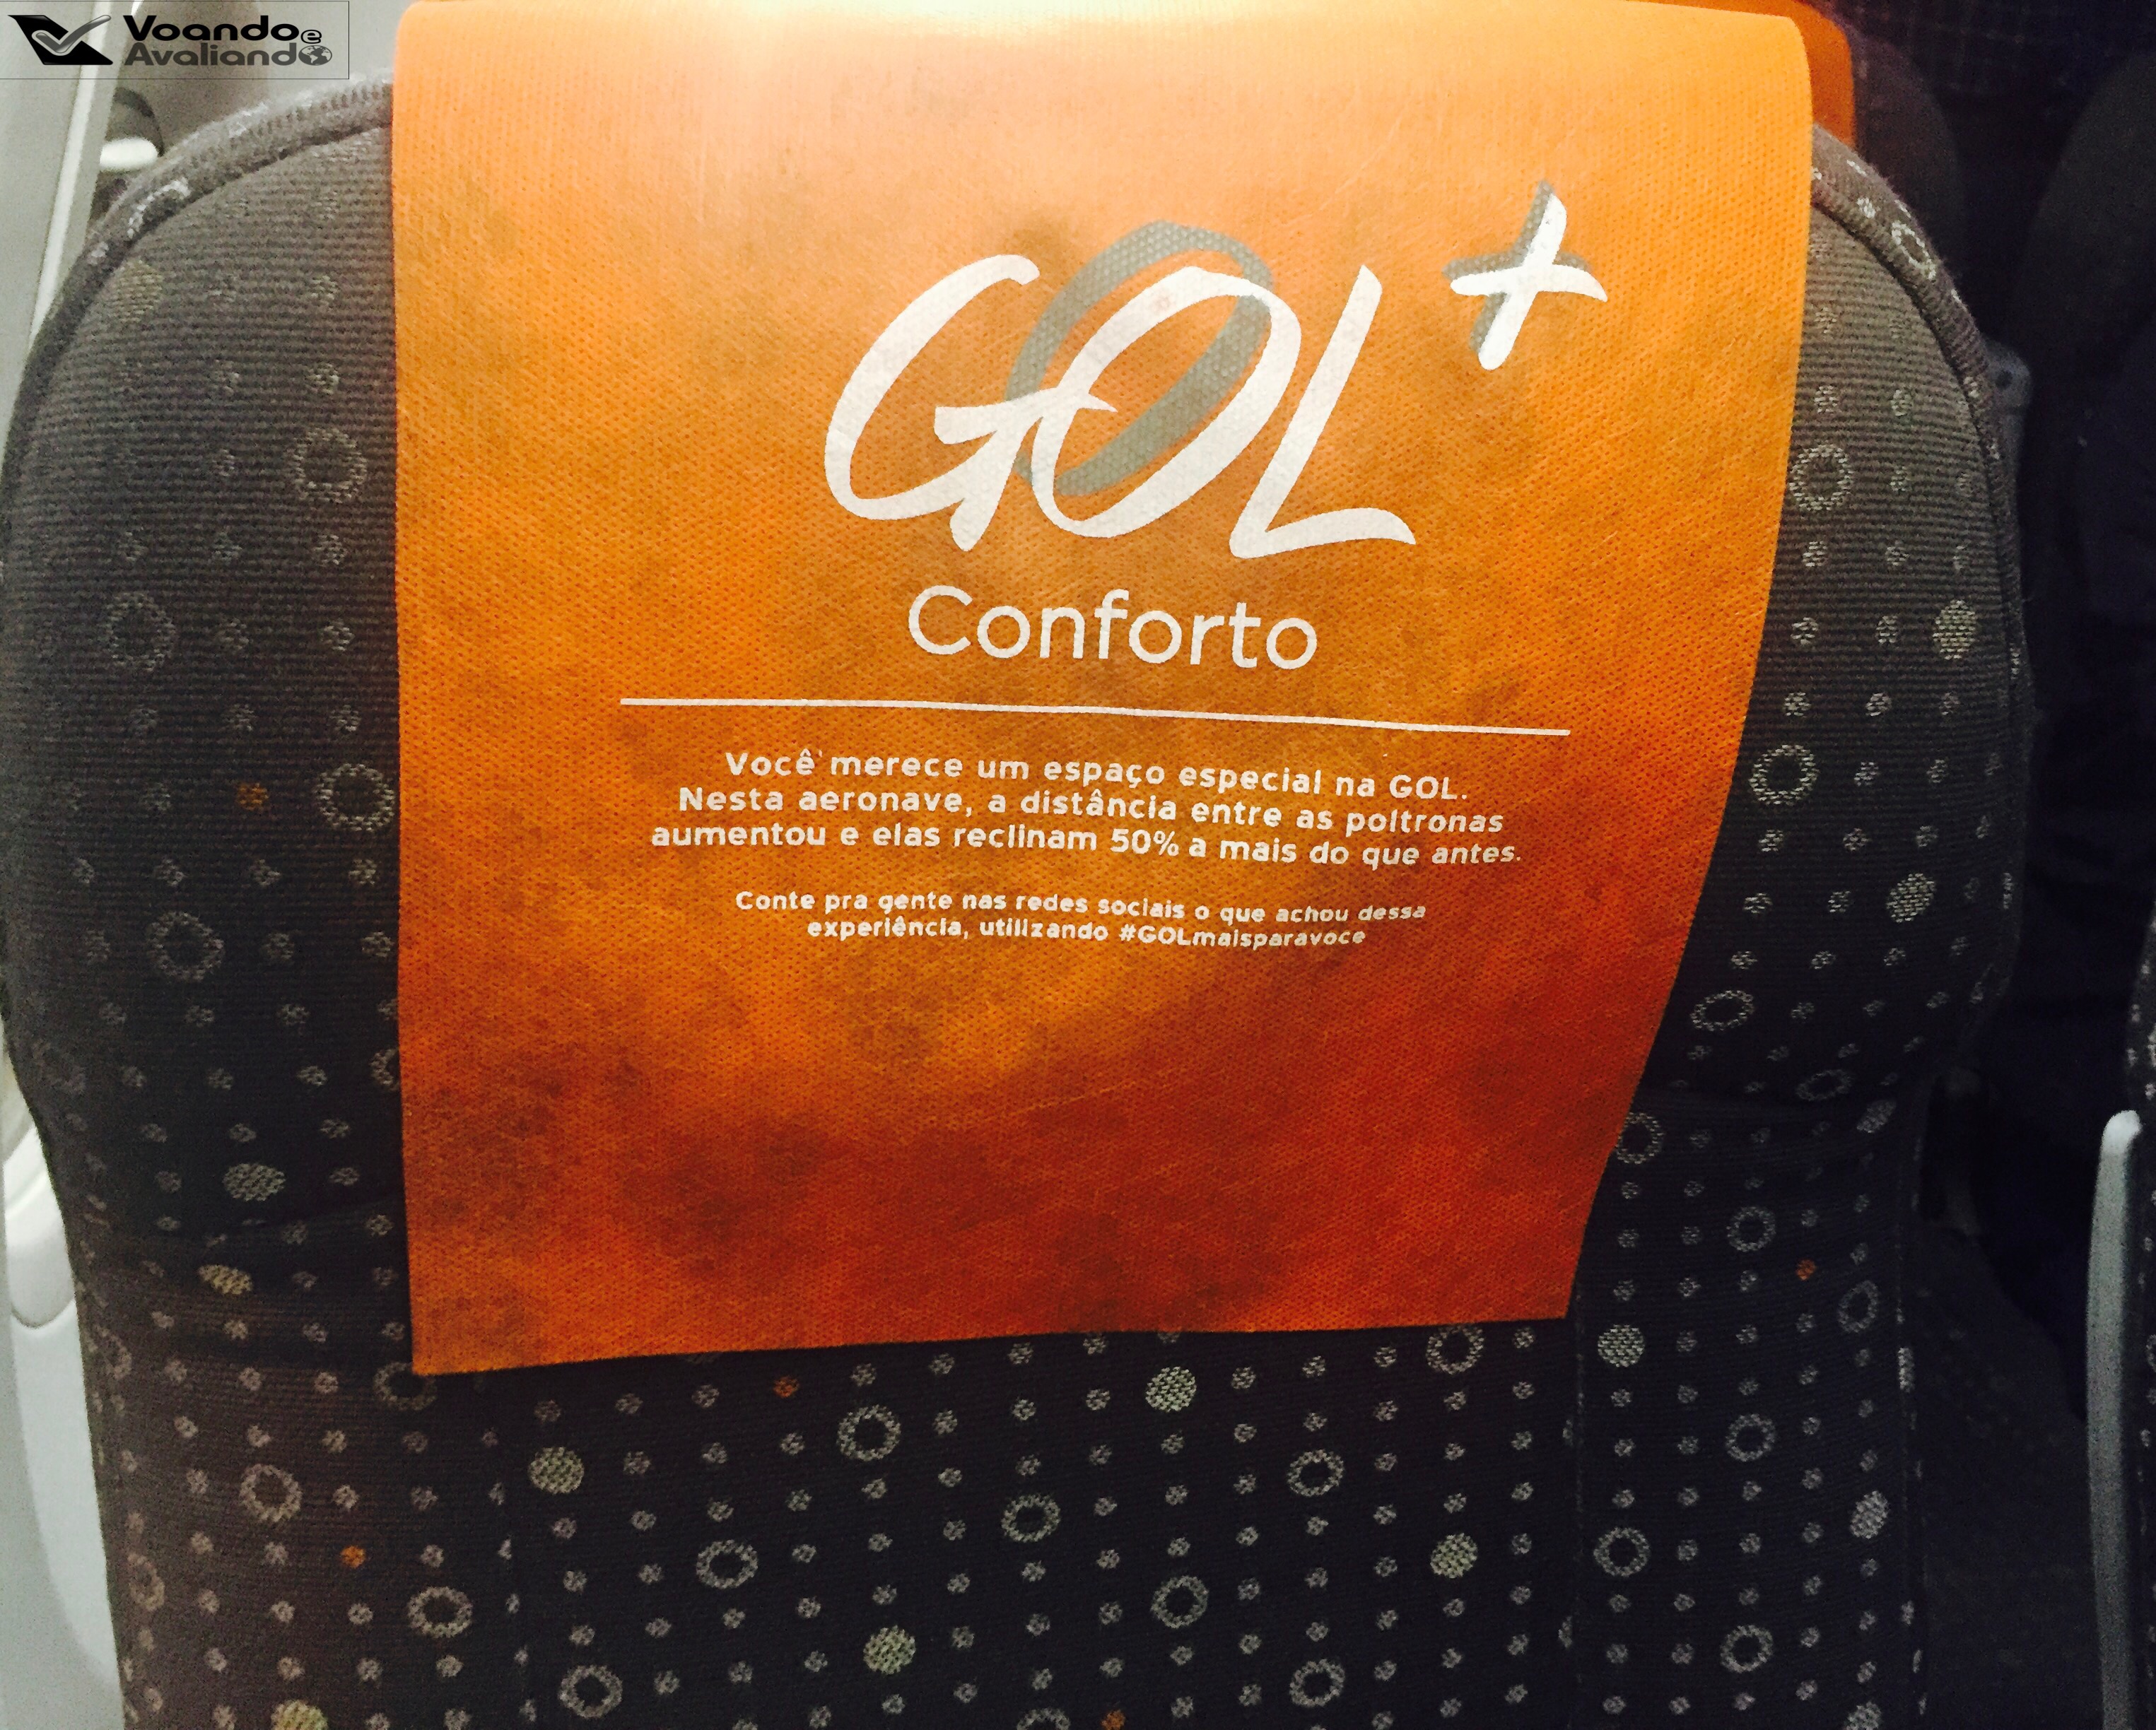 Voando e
Avaliando
GOL+
Conforto
Você merece um espaço especial na GOL.
Nesta aeronave, a distância entre as poltronas
aumentou e elas reclinam 50% a mais do que antes.
Conte pra gente nas redes sociais o que achou dessa
experiência, utilizando #GOLmaisparavoce